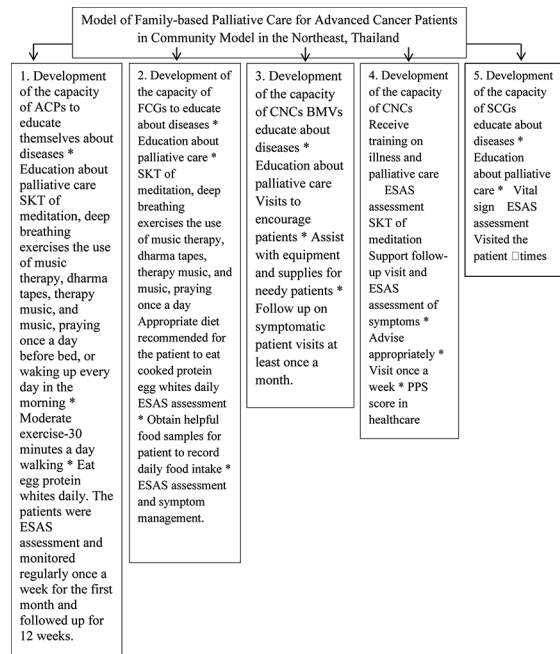 Model of Family-based Palliative Care for Advanced Cancer Patients
in Community Model in the Northeast, Thailand
1. Development
of the capacity
of ACPs to
educate
themselves about
diseases *
Education about
palliative care
SKT of
meditation, deep
breathing
exercises the use
of music
therapy, dharma
tapes, therapy
music, and
music, praying
once a day
before bed, or
waking up every
day in the
morning *
Moderate
exercise-30
minutes a day
walking * Eat
egg protein
whites daily. The
patients were
ESAS
assessment and
monitored
regularly once a
week for the first
month and
followed up for
12 weeks.
2. Development of
the capacity of
FCGs to educate
about diseases *
Education about
palliative care *
SKT of
meditation, deep
breathing
exercises the use
of music therapy,
dharma tapes,
therapy music, and
music, praying
once a day
Appropriate diet
recommended for
the patient to eat
cooked protein
egg whites daily
ESAS assessment
* Obtain helpful
food samples for
patient to record
daily food intake *
ESAS assessment
and symptom
management.
3. Development
of the capacity
of CNCs BMVs
educate about
diseases *
Education about
palliative care
Visits to
encourage
patients * Assist
with equipment
and supplies for
needy patients *
Follow up on
symptomatic
patient visits at
least once a
month.
4. Development
of the capacity
of CNCs
Receive
training on
illness and
palliative care
ESAS
assessment
SKT of
meditation
Support follow-
up visit and
ESAS
assessment of
symptoms *
Advise
appropriately *
Visit once a
week * PPS
score in
healthcare
5. Development
of the capacity
of SCGs
educate about
diseases *
Education
about palliative
care * Vital
sign ESAS
assessment
Visited the
patient □times